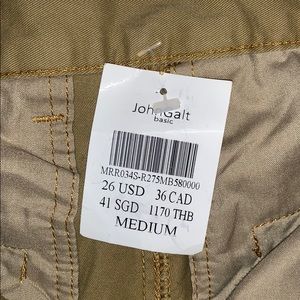 John Galt
basic
MRR034S-R275MB580000
26 USD 36 CAD
41 SGD 1170 THB
MEDIUM